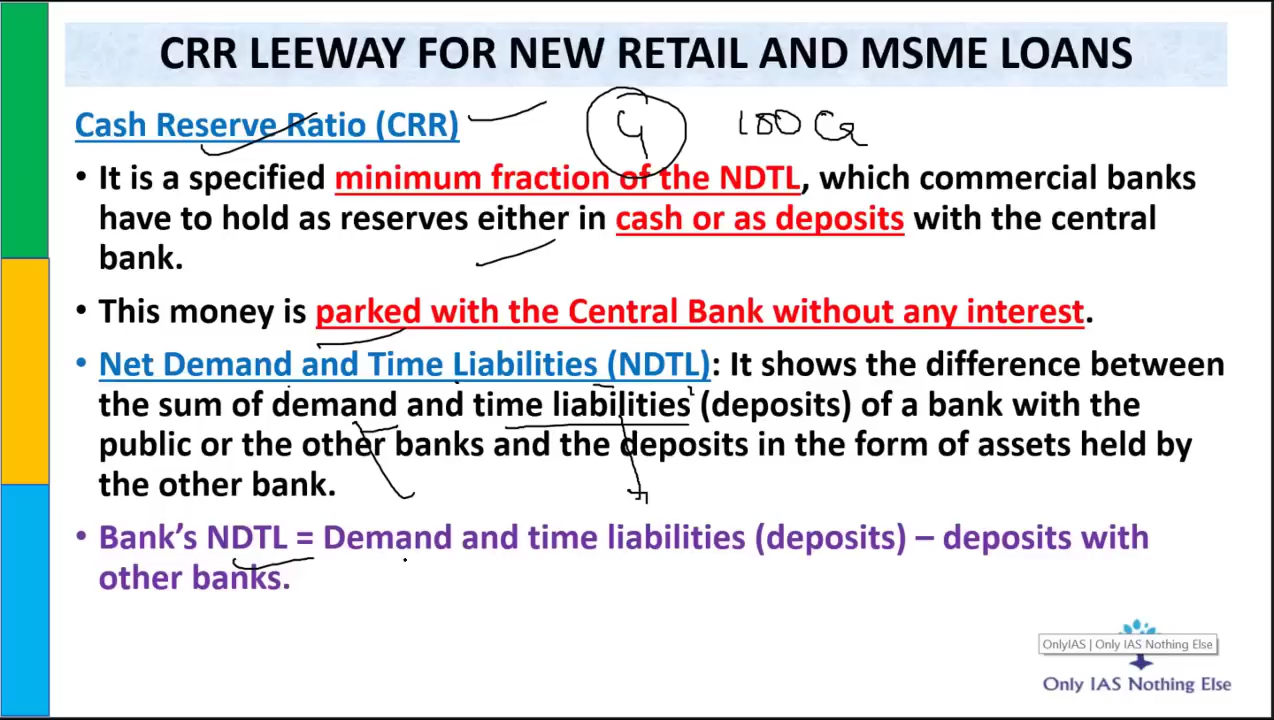 CRR LEEWAY FOR NEW RETAIL AND MSME LOANS
Cash Reserve Ratio (CRR)
4
100 Cr
• It is a specified minimum fraction of the NDTL, which commercial banks
have to hold as reserves either in cash or as deposits with the central
bank.
• This money is parked with the Central Bank without any interest.
• Net Demand and Time Liabilities (NDTL): It shows the difference between
the sum of demand and time liabilities (deposits) of a bank with the
public or the other banks and the deposits in the form of assets held by
the other bank.
• Bank's NDTL = Demand and time liabilities (deposits) – deposits with
other banks.
OnlyIAS | Only IAS Nothing Else
Only IAS Nothing Else